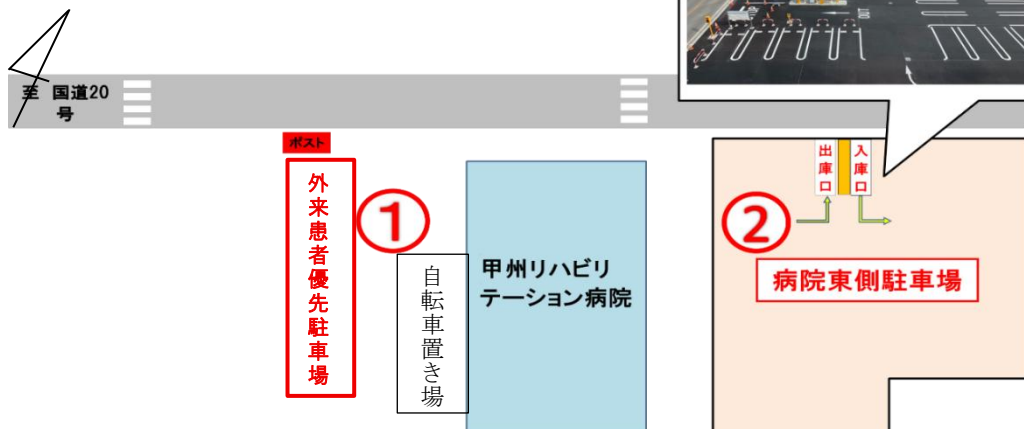 至 国道20
号
ポスト
外来患者優先駐車場
①
自転車置き場
甲州リハビリ
テーション病院
出庫口
入庫口
②
病院東側駐車場